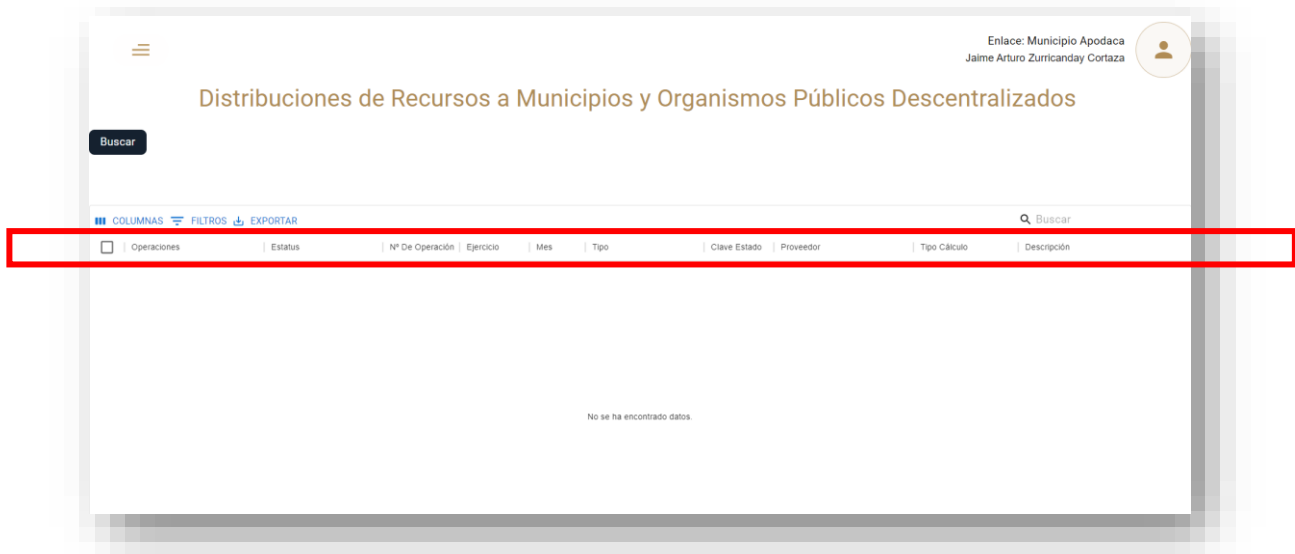 Enlace: Municipio Apodaca
Jaime Arturo Zurricanday Cortaza
Distribuciones de Recursos a Municipios y Organismos Públicos Descentralizados
Buscar
COLUMNAS FILTROS EXPORTAR Buscar
Operaciones Estatus Nº De Operación Ejercicio Mes Tipo Clave Estado Proveedor Tipo Cálculo Descripción
No se ha encontrado datos.